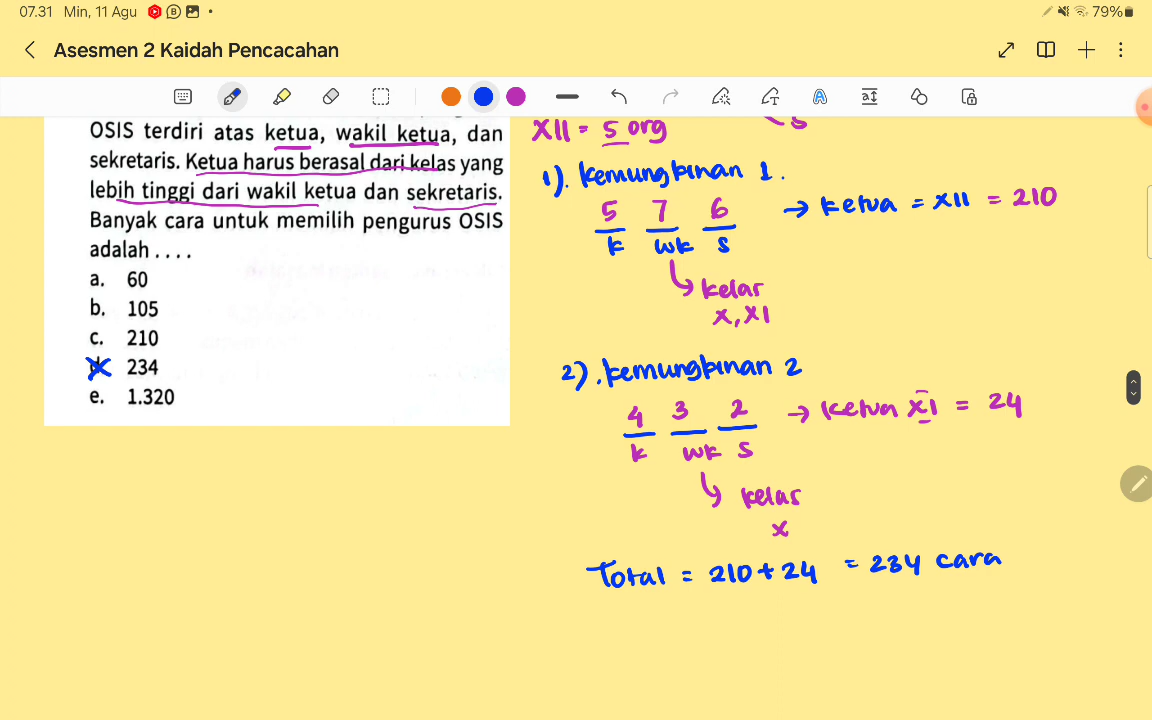 07.31 Min, 11 Agu
79%
Asesmen 2 Kaidah Pencacahan
OSIS terdiri atas ketua, wakil ketua, dan
sekretaris. Ketua harus berasal dari kelas yang
lebih tinggi dari wakil ketua dan sekretaris.
Banyak cara untuk memilih pengurus OSIS
adalah . . . .
a. 60
b. 105
c. 210
d. 234
e. 1.320
XII = 5 org
1). Kemungkinan 1.
5 7 6 → ketua = XII = 210
k wk s
kelas
X, XI
2). kemungkinan 2
4 3 2 → ketua XI = 24
k wk s
kelas
X
Total = 210 + 24 = 234 cara